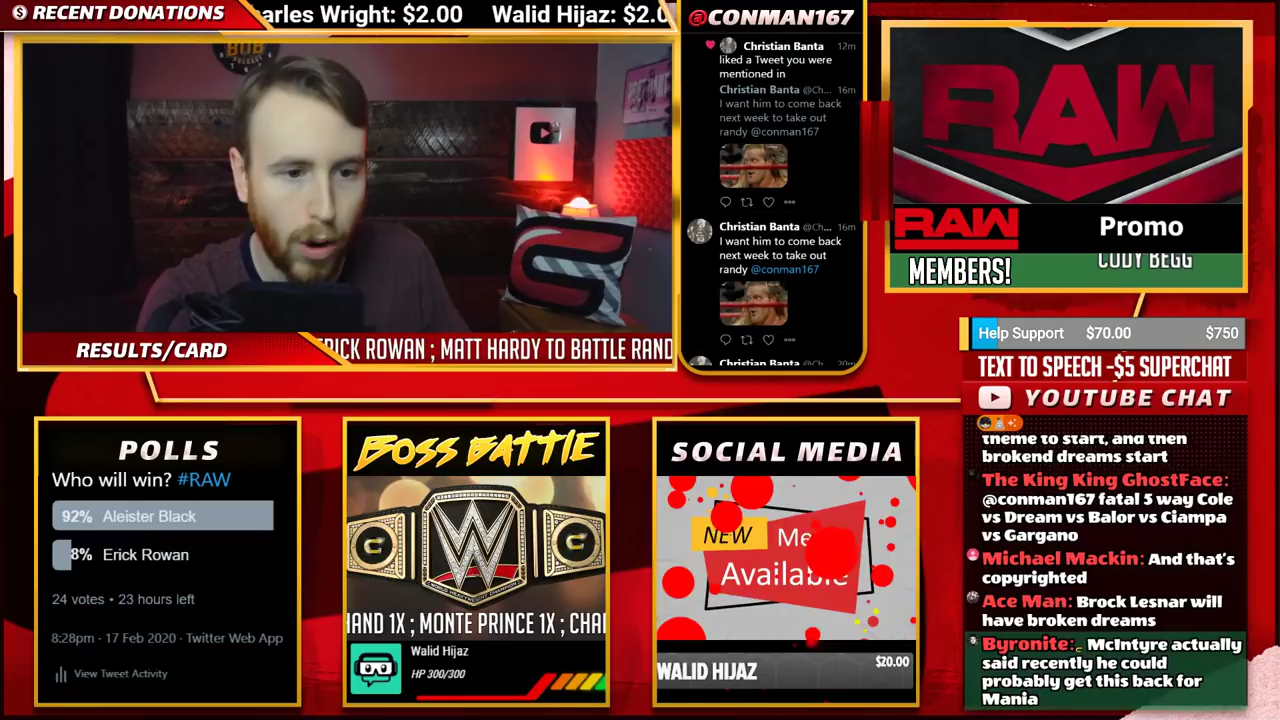 RECENT DONATIONS
arles Wright: $2.00 Walid Hijaz: $2.0
@CONMAN167
Christian Banta 12m
liked a Tweet you were
mentioned in
Christian Banta @Ch... 16m
I want him to come back
next week to take out
randy @conman167
Christian Banta @Ch... 16m
I want him to come back
next week to take out
randy @conman167
Christian Banta @Ch... 20m
RAW
RAW
Promo
MEMBERS!
CODY BEGG
RESULTS/CARD
ERICK ROWAN ; MATT HARDY TO BATTLE RAND
Help Support $70.00 $750
TEXT TO SPEECH -$5 SUPERCHAT
YOUTUBE CHAT
theme to start, and then
brokend dreams start
The King King GhostFace:
@conman167 fatal 5 way Cole
vs Dream vs Balor vs Ciampa
vs Gargano
Michael Mackin: And that's
copyrighted
Ace Man: Brock Lesnar will
have broken dreams
Byronite: McIntyre actually
said recently he could
probably get this back for
Mania
POLLS
Who will win? #RAW
92% Aleister Black
8% Erick Rowan
24 votes • 23 hours left
8:28pm · 17 Feb 2020 · Twitter Web App
View Tweet Activity
BOSS BATTLE
HAND 1X ; MONTE PRINCE 1X ; CHA
Walid Hijaz
HP 300/300
SOCIAL MEDIA
NEW Me
Available
WALID HIJAZ $20.00